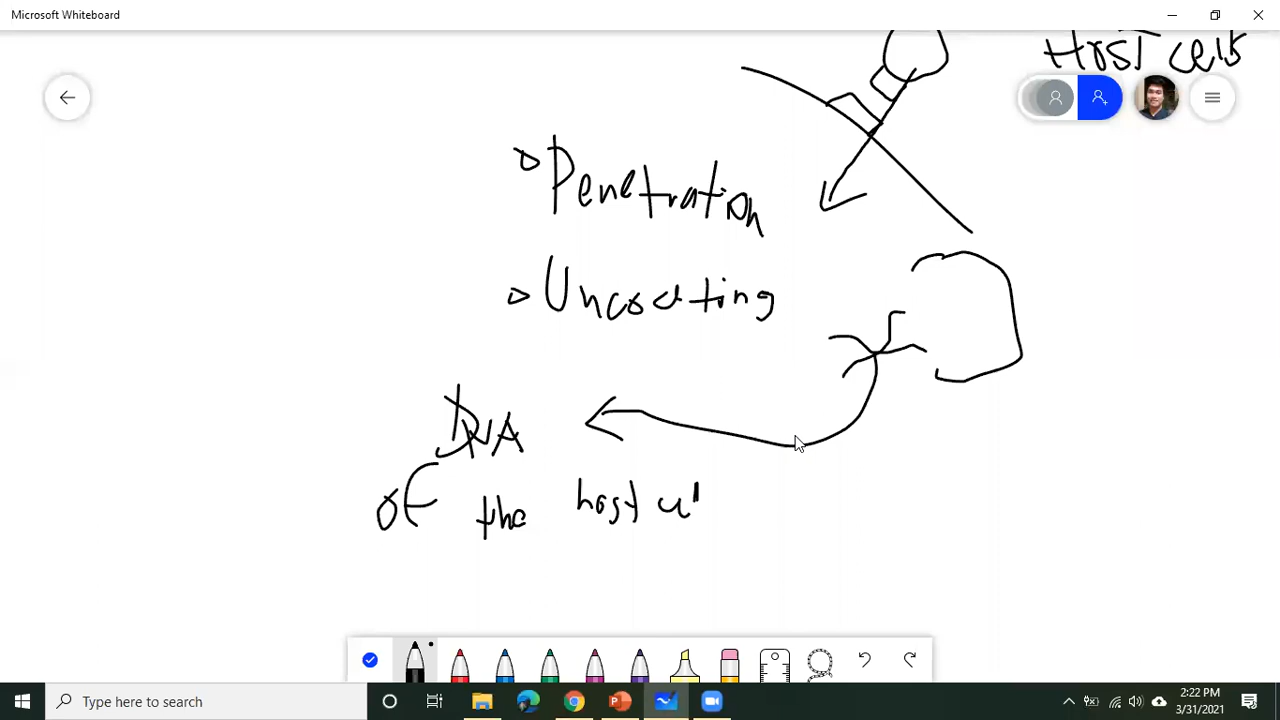 Microsoft Whiteboard
Host cells
Penetration
Uncoating
DNA
of the host
Type here to search
2:22 PM
3/31/2021